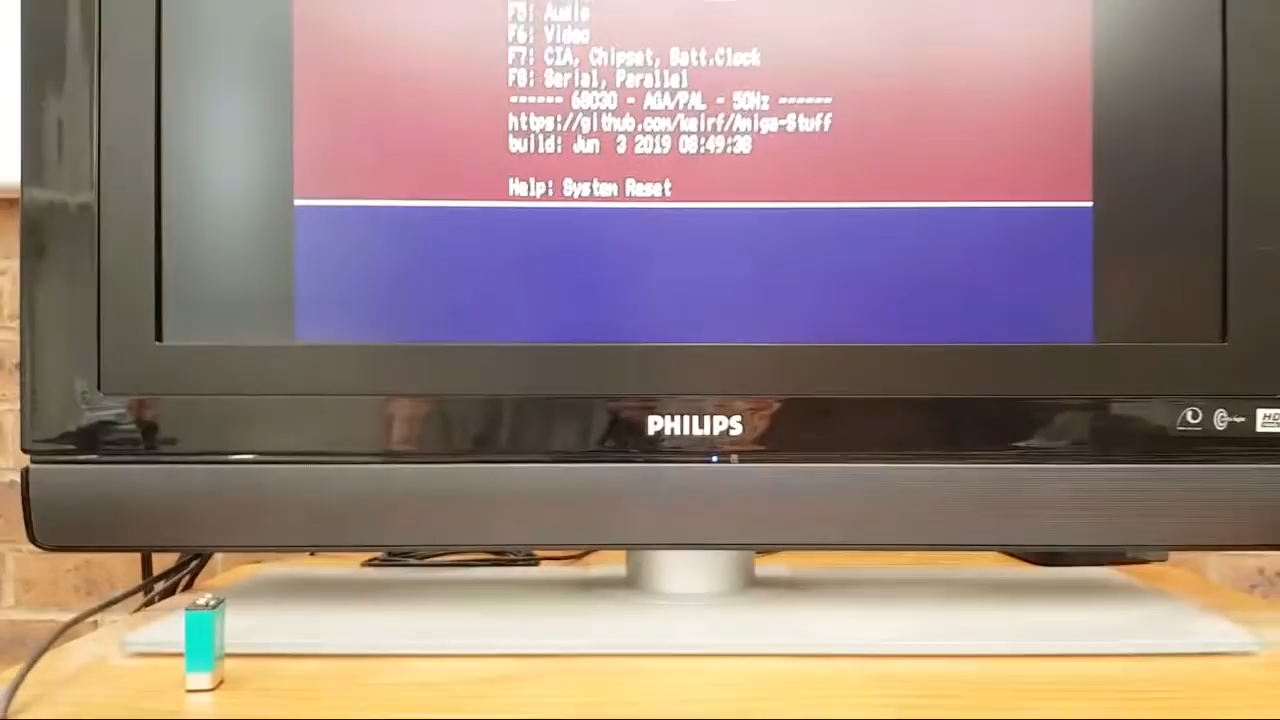 F5: Audio
F6: Video
F7: CIA, Chipset, Batt.Clock
F8: Serial, Parallel
------ 68030 - AGA/PAL - 50Hz ------
https://github.com/keirf/Amiga-Stuff
build: Jun  3 2019 08:49:38
Help: System Reset
PHILIPS
HD